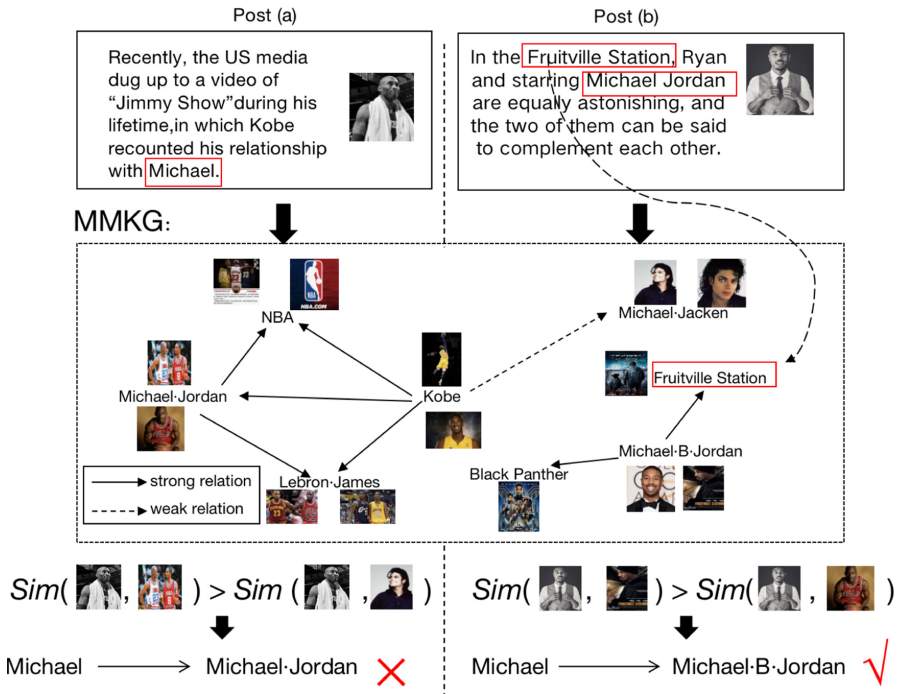 Post (a)
Recently, the US media
dug up to a video of
“Jimmy Show”during his
lifetime,in which Kobe
recounted his relationship
with Michael.
Post (b)
In the Fruitville Station, Ryan
and starring Michael Jordan
are equally astonishing, and
the two of them can be said
to complement each other.
MMKG:
NBA
NBA.COM
NBA
Michael·Jacken
Michael·Jordan
Kobe
Fruitville Station
Michael·B·Jordan
Black Panther
Lebron·James
strong relation
weak relation
Sim( , ) > Sim ( , )
Sim( , ) > Sim( , )
Michael Michael·Jordan
Michael Michael·B·Jordan